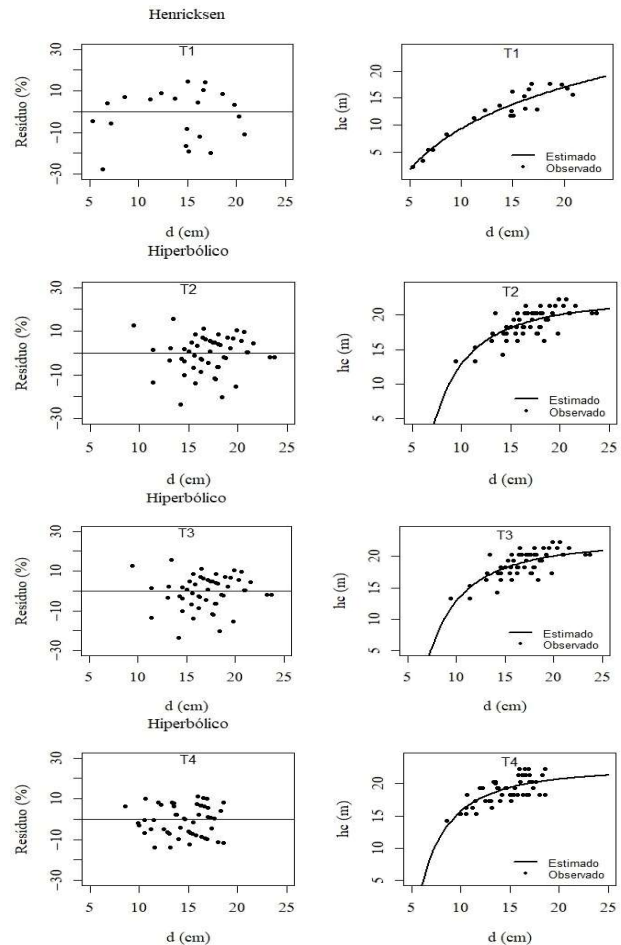 Henricksen
T1
Resíduo (%)
−30 −10 10 30
5 10 15 20 25
d (cm)
T1
hc (m)
5 10 15 20
Estimado
Observado
5 10 15 20 25
d (cm)
Hiperbólico
T2
Resíduo (%)
−30 −10 10 30
5 10 15 20 25
d (cm)
T2
hc (m)
5 10 15 20
Estimado
Observado
5 10 15 20 25
d (cm)
Hiperbólico
T3
Resíduo (%)
−30 −10 10 30
5 10 15 20 25
d (cm)
T3
hc (m)
5 10 15 20
Estimado
Observado
5 10 15 20 25
d (cm)
Hiperbólico
T4
Resíduo (%)
−30 −10 10 30
5 10 15 20 25
d (cm)
T4
hc (m)
5 10 15 20
Estimado
Observado
5 10 15 20 25
d (cm)